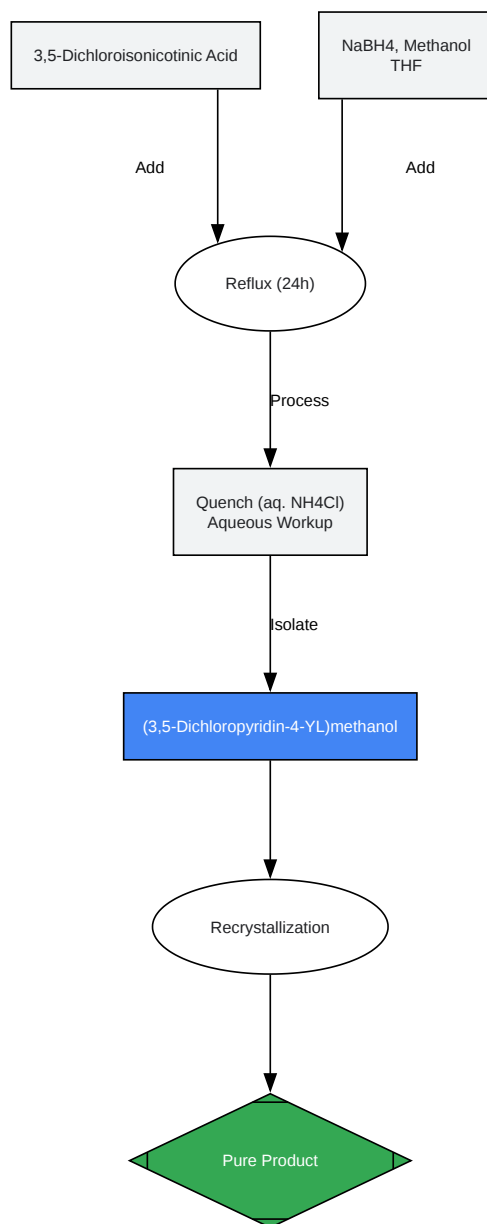 3,5-Dichloroisonicotinic Acid
NaBH4, Methanol
THF
Add
Add
Reflux (24h)
Process
Quench (aq. NH4Cl)
Aqueous Workup
Isolate
(3,5-Dichloropyridin-4-YL)methanol
Recrystallization
Pure Product